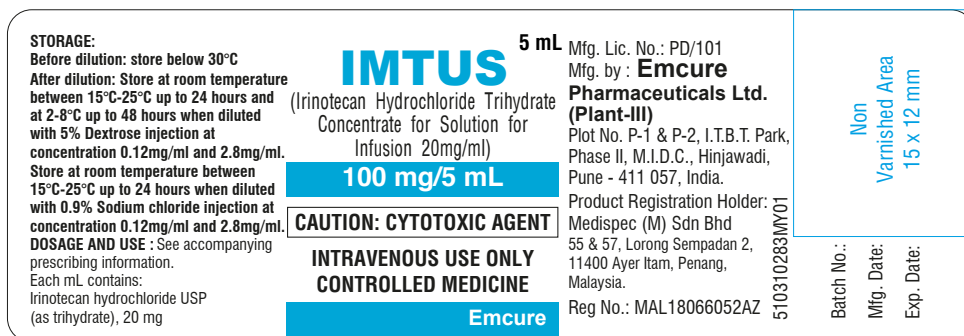 STORAGE:
Before dilution: store below 30°C
After dilution: Store at room temperature
between 15°C-25°C up to 24 hours and
at 2-8°C up to 48 hours when diluted
with 5% Dextrose injection at
concentration 0.12mg/ml and 2.8mg/ml.
Store at room temperature between
15°C-25°C up to 24 hours when diluted
with 0.9% Sodium chloride injection at
concentration 0.12mg/ml and 2.8mg/ml.
DOSAGE AND USE : See accompanying
prescribing information.
Each mL contains:
Irinotecan hydrochloride USP
(as trihydrate), 20 mg
5 mL
IMTUS
(Irinotecan Hydrochloride Trihydrate
Concentrate for Solution for
Infusion 20mg/ml)
100 mg/5 mL
CAUTION: CYTOTOXIC AGENT
INTRAVENOUS USE ONLY
CONTROLLED MEDICINE
Emcure
Mfg. Lic. No.: PD/101
Mfg. by : Emcure
Pharmaceuticals Ltd.
(Plant-III)
Plot No. P-1 & P-2, I.T.B.T. Park,
Phase II, M.I.D.C., Hinjawadi,
Pune - 411 057, India.
Product Registration Holder:
Medispec (M) Sdn Bhd
55 & 57, Lorong Sempadan 2,
11400 Ayer Itam, Penang,
Malaysia.
Reg No.: MAL18066052AZ
510310283MY01
Non
Varnished Area
15 x 12 mm
Batch No.:
Mfg. Date:
Exp. Date: